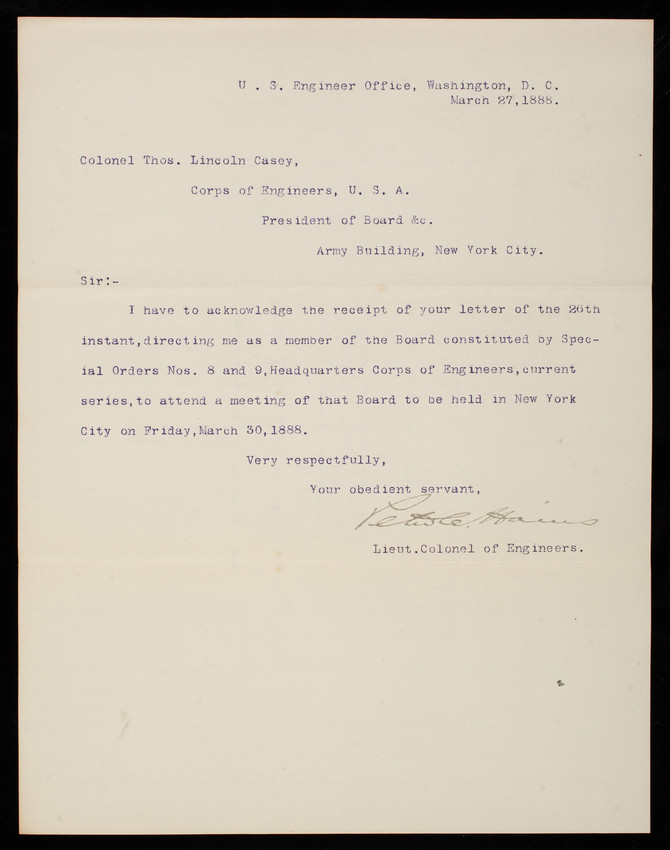 U . S. Engineer Office, Washington, D. C.
March 27,1888.
Colonel Thos. Lincoln Casey,
Corps of Engineers, U. S. A.
President of Board &c.
Army Building, New York City.
Sir:-
I have to acknowledge the receipt of your letter of the 26th
instant,directing me as a member of the Board constituted by Spec-
ial Orders Nos. 8 and 9,Headquarters Corps of Engineers,current
series,to attend a meeting of that Board to be held in New York
City on Friday,March 30,1888.
Very respectfully,
Your obedient servant,
Peter C. Hains
Lieut.Colonel of Engineers.